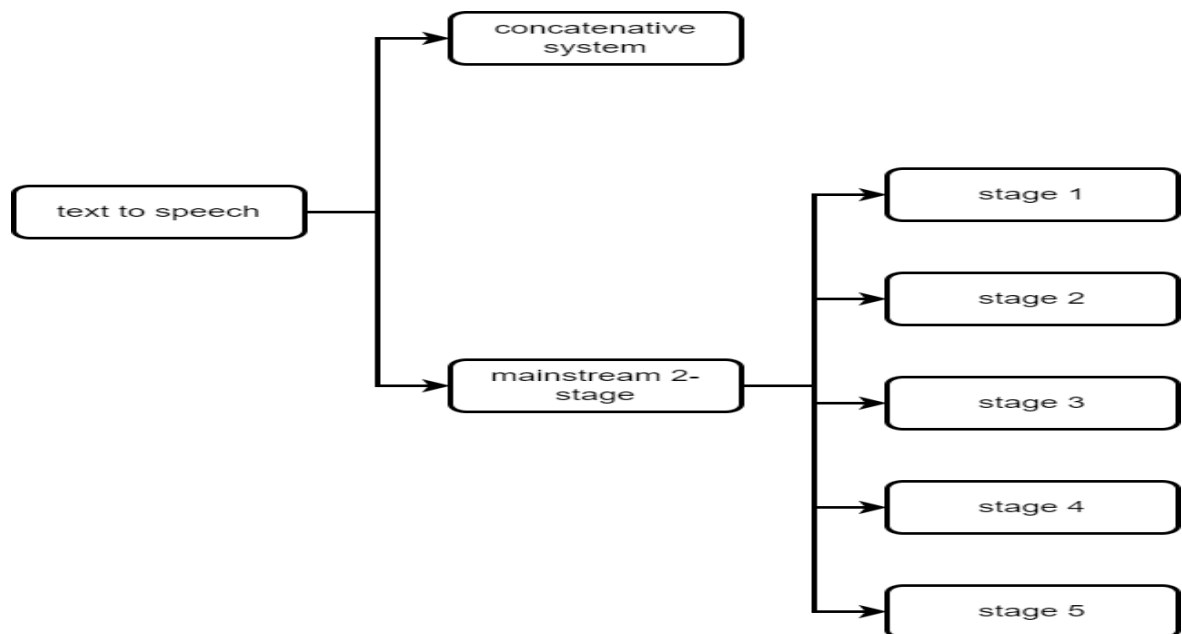 concatenative
system
text to speech
mainstream 2-
stage
stage 1
stage 2
stage 3
stage 4
stage 5